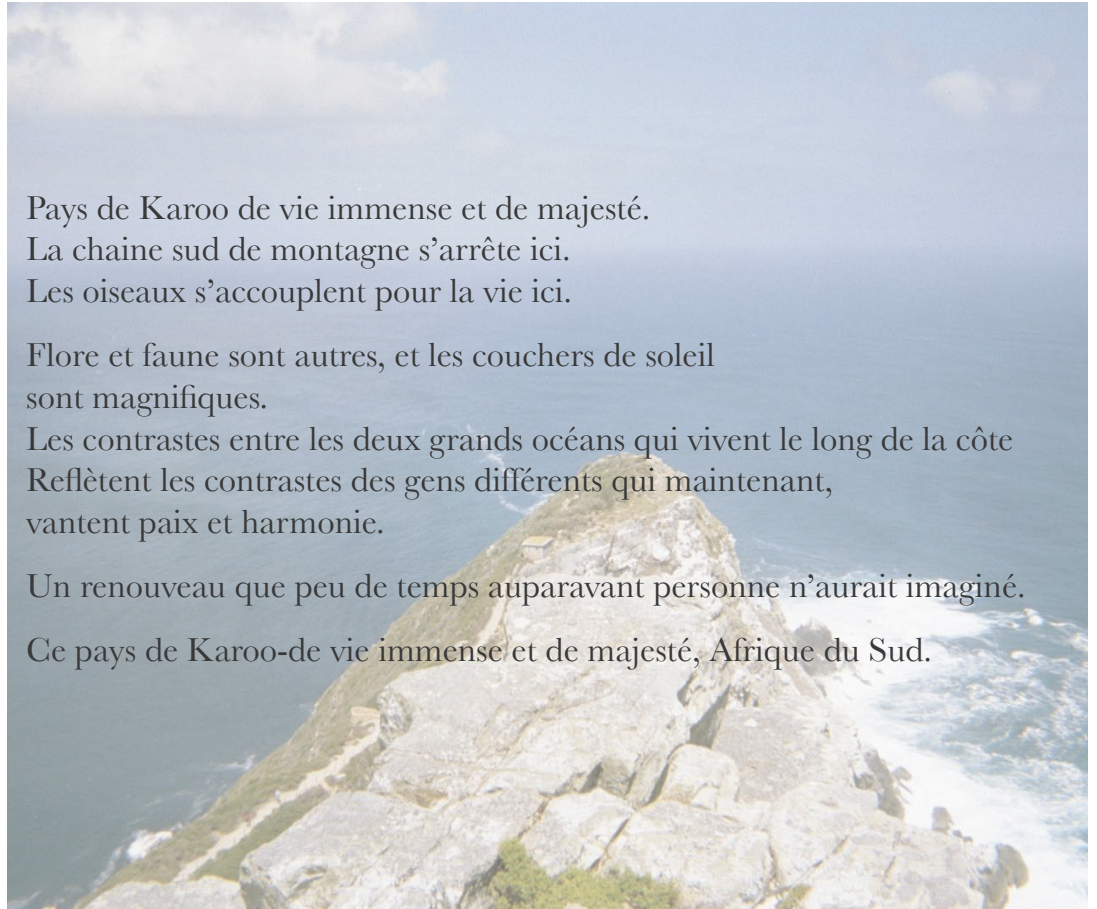 Pays de Karoo de vie immense et de majesté.
La chaine sud de montagne s’arrête ici.
Les oiseaux s’accouplent pour la vie ici.
Flore et faune sont autres, et les couchers de soleil
sont magnifiques.
Les contrastes entre les deux grands océans qui vivent le long de la côte
Reflètent les contrastes des gens différents qui maintenant,
vantent paix et harmonie.
Un renouveau que peu de temps auparavant personne n’aurait imaginé.
Ce pays de Karoo-de vie immense et de majesté, Afrique du Sud.